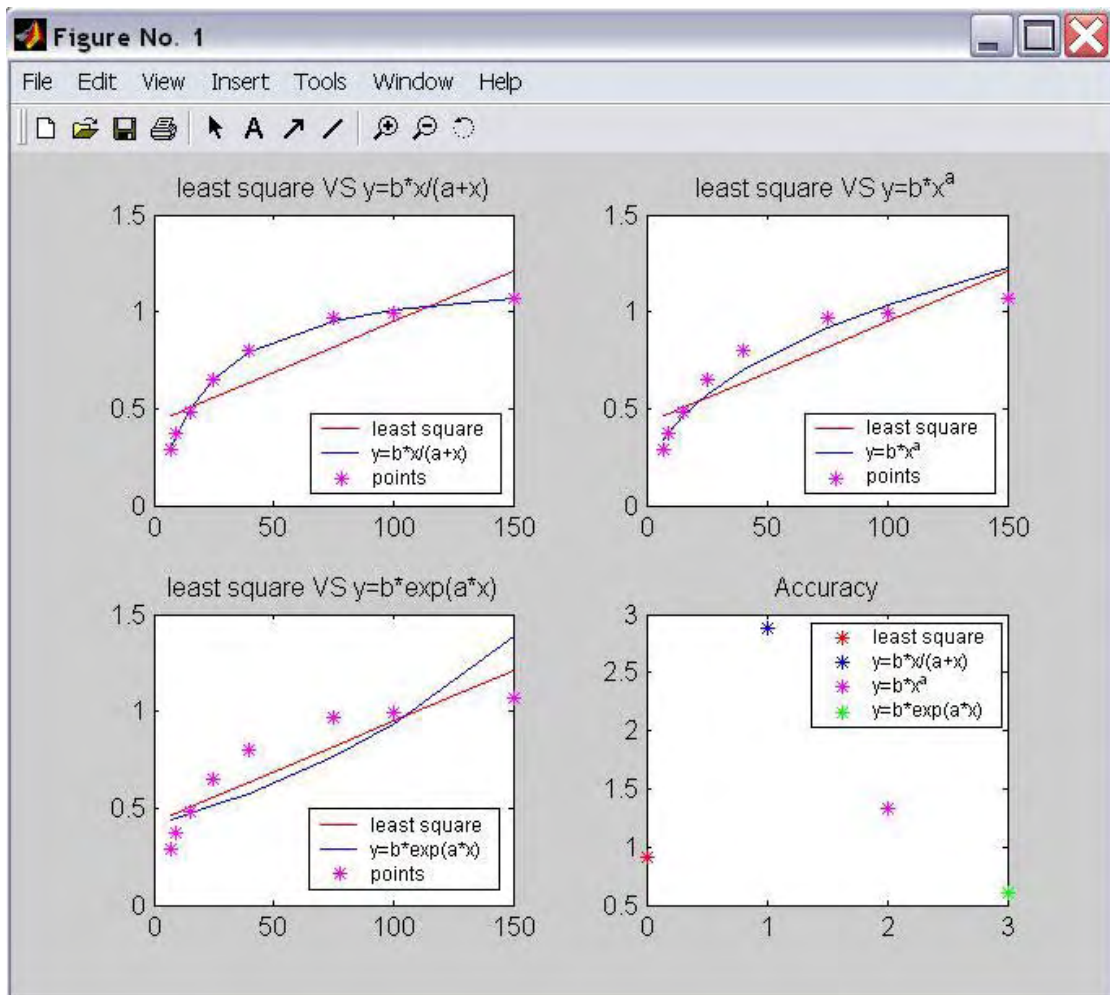 Figure No. 1
File Edit View Insert Tools Window Help
A
least square VS y=b*x/(a+x)
1.5
1
0.5
0
0 50 100 150
least square
y=b*x/(a+x)
points
least square VS y=b*x^a
1.5
1
0.5
0
0 50 100 150
least square
y=b*x^a
points
least square VS y=b*exp(a*x)
1.5
1
0.5
0
0 50 100 150
least square
y=b*exp(a*x)
points
Accuracy
3
2.5
2
1.5
1
0.5
0 1 2 3
least square
y=b*x/(a+x)
y=b*x^a
y=b*exp(a*x)